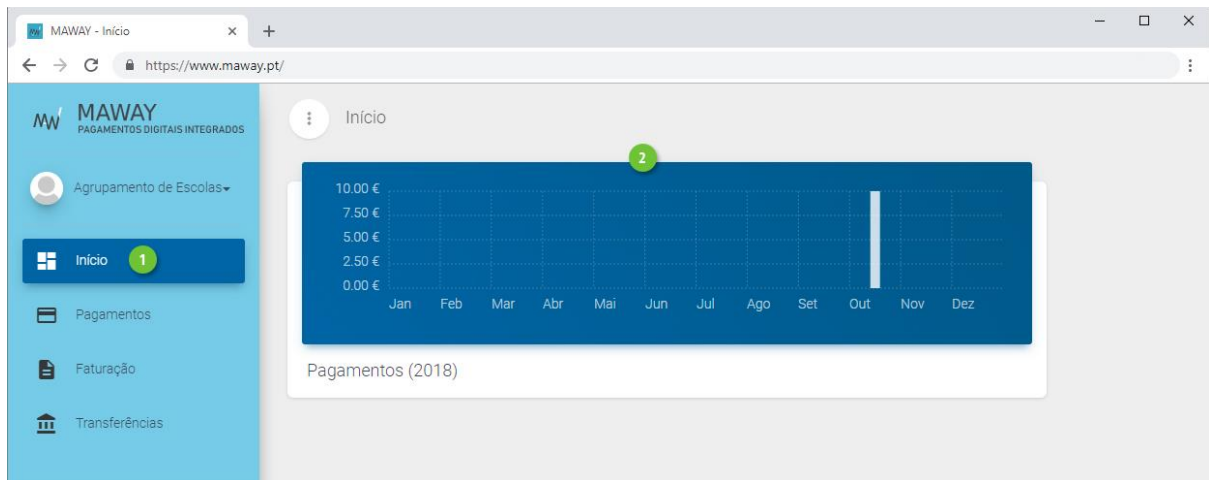 MAWAY - Início
https://www.maway.pt/
MW MAWAY
PAGAMENTOS DIGITAIS INTEGRADOS
Agrupamento de Escolas
Início 1
Pagamentos
Faturação
Transferências
Início
2
10.00 €
7.50 €
5.00 €
2.50 €
0.00 €
Jan Feb Mar Abr Mai Jun Jul Ago Set Out Nov Dez
Pagamentos (2018)